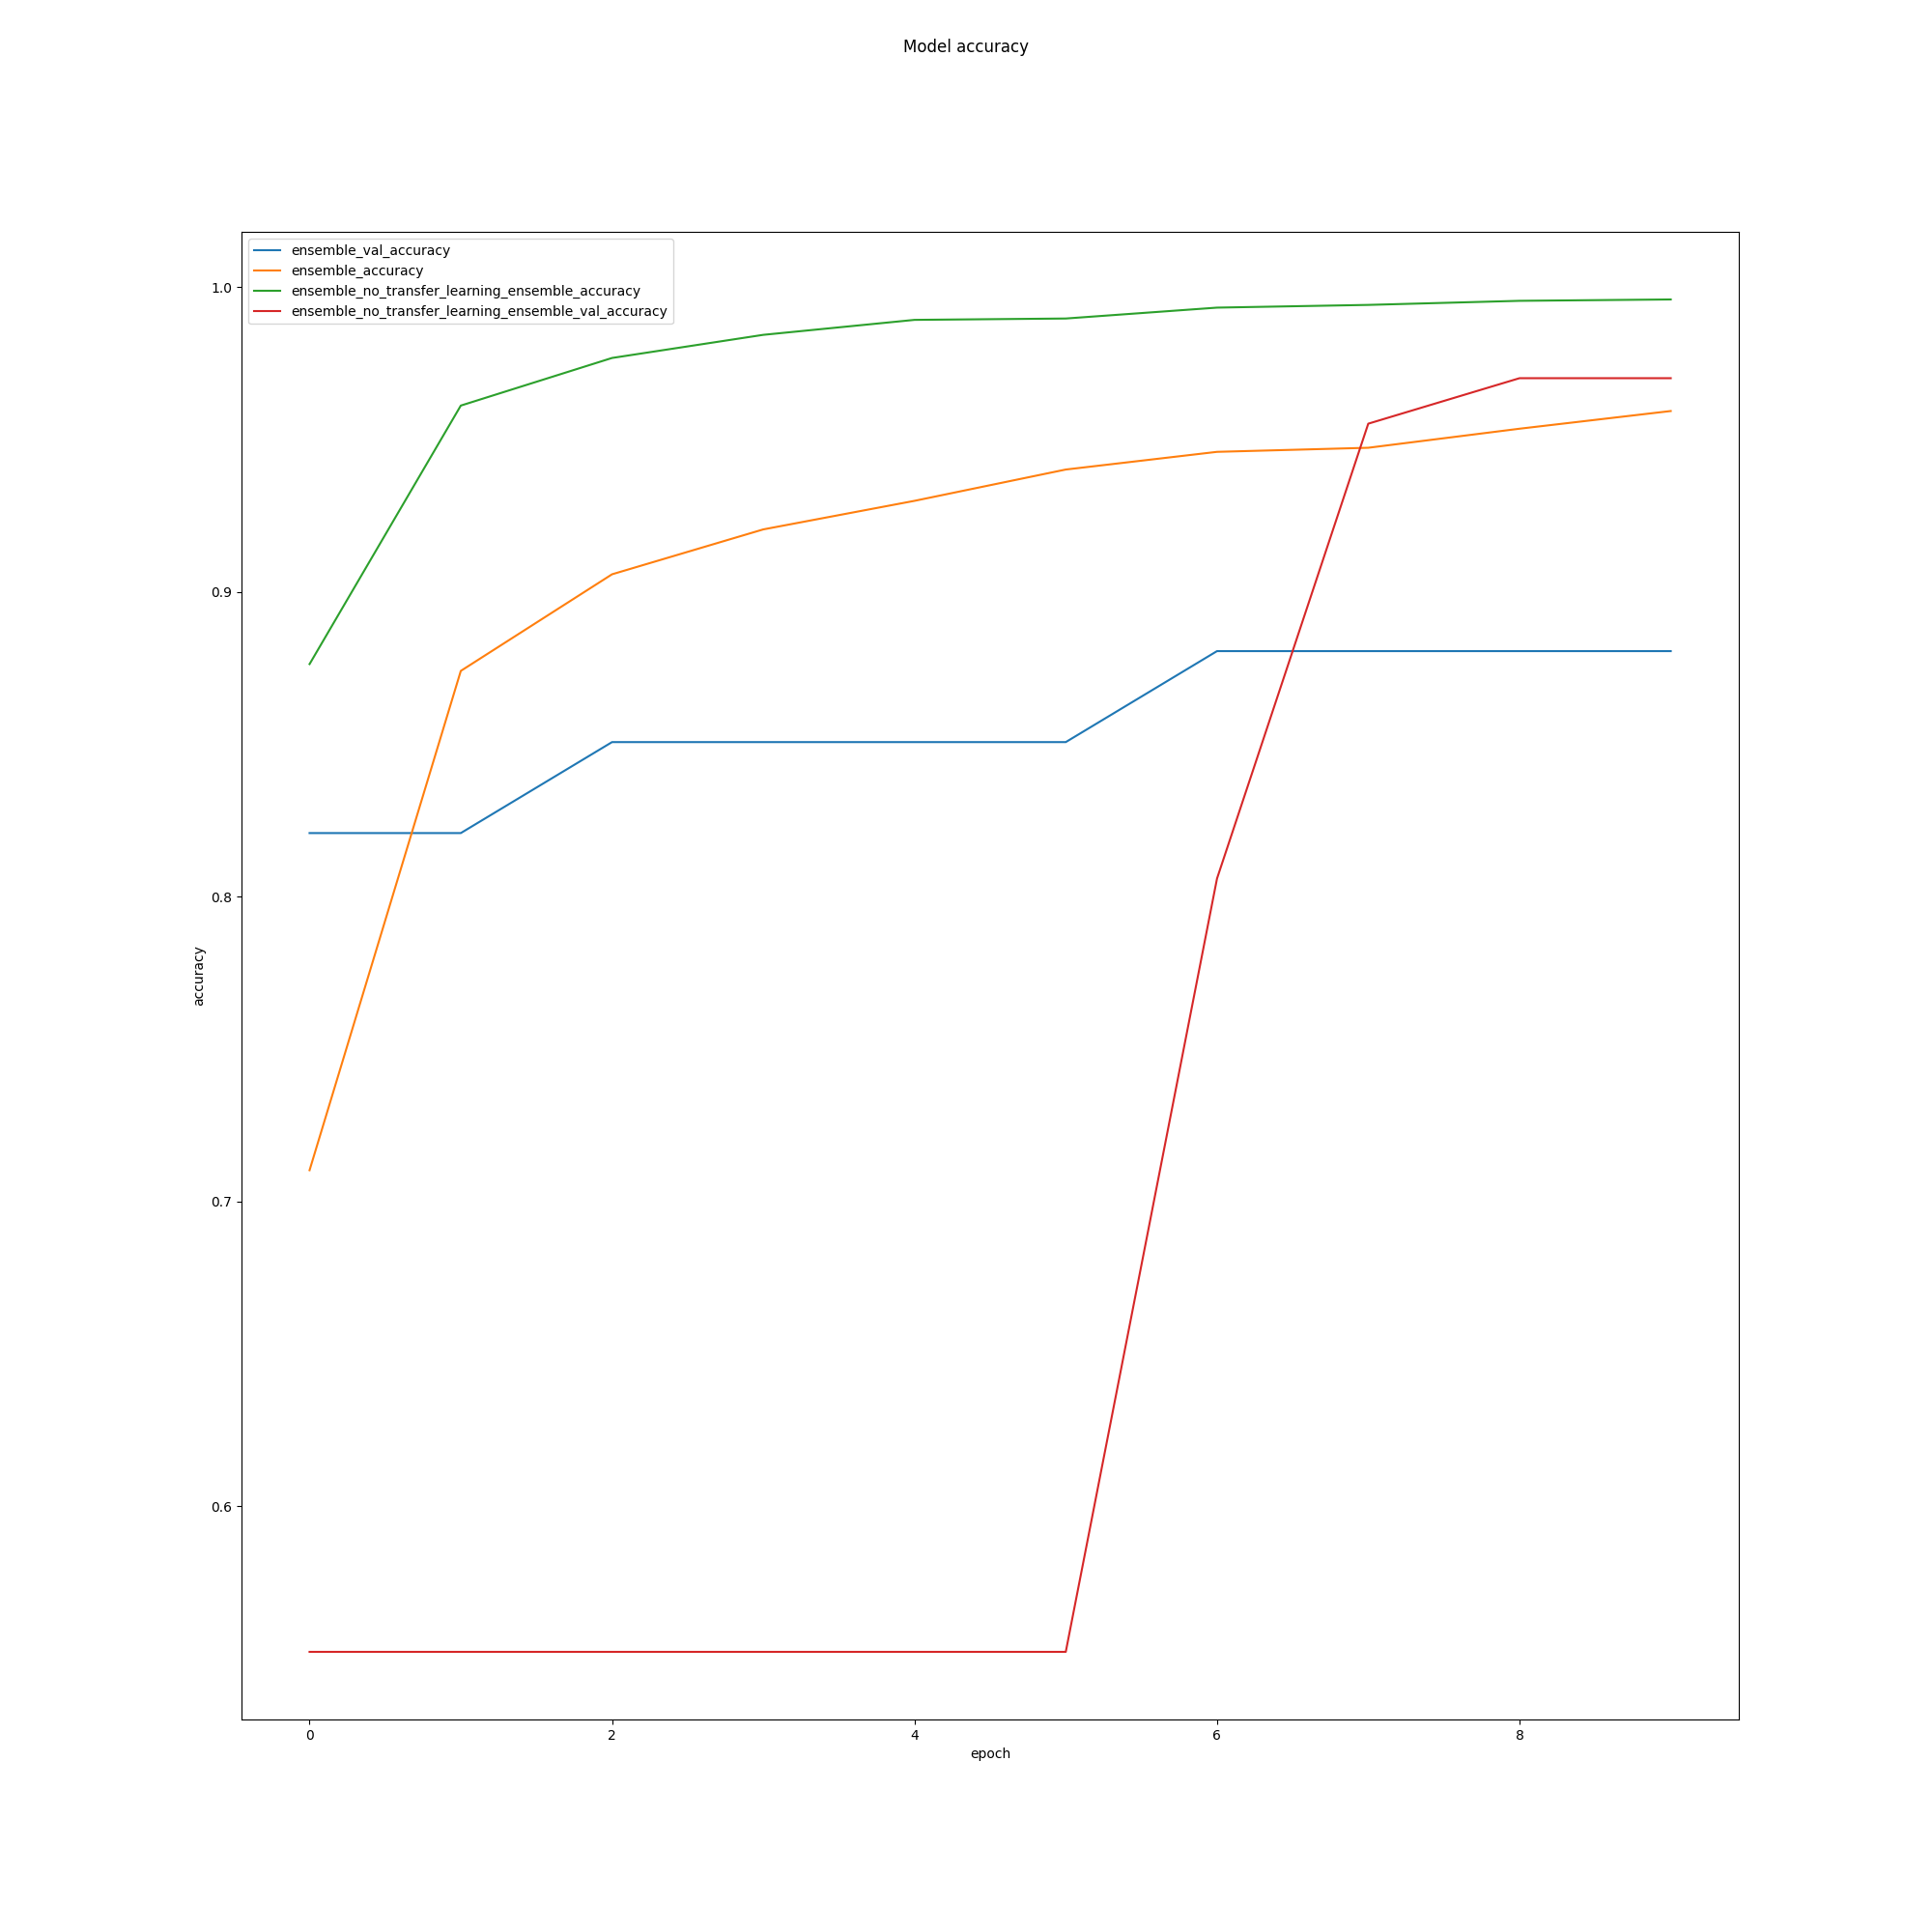 Model accuracy
ensemble_val_accuracy
ensemble_accuracy
ensemble_no_transfer_learning_ensemble_accuracy
ensemble_no_transfer_learning_ensemble_val_accuracy
1.0
0.9
0.8
0.7
0.6
accuracy
0 2 4 6 8
epoch